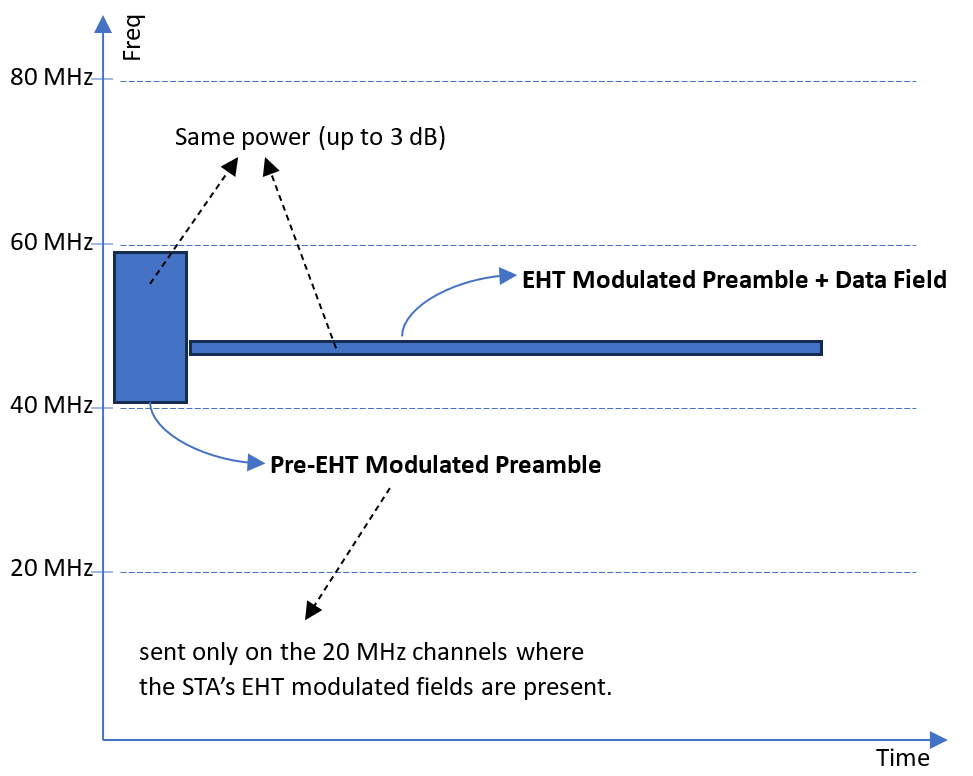 Freq
80 MHz
Same power (up to 3 dB)
60 MHz
EHT Modulated Preamble + Data Field
40 MHz
Pre-EHT Modulated Preamble
20 MHz
sent only on the 20 MHz channels where
the STA’s EHT modulated fields are present.
Time